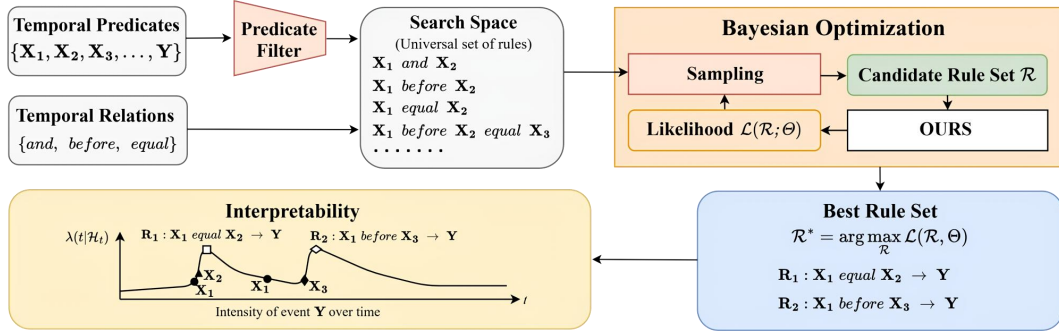 Temporal Predicates
{X₁, X₂, X₃, . . . , Y}
Predicate
Filter
Temporal Relations
{and, before, equal}
Search Space
(Universal set of rules)
X₁ and X₂
X₁ before X₂
X₁ equal X₂
X₁ before X₂ equal X₃
. . . . . . .
Bayesian Optimization
Sampling
Candidate Rule Set ℛ
Likelihood ℒ(ℛ;Θ)
OURS
Interpretability
λ(t|ℋₜ)
R₁ : X₁ equal X₂ → Y
R₂ : X₁ before X₃ → Y
X₂
X₁
X₁
X₃
t
Intensity of event Y over time
Best Rule Set
ℛ* = arg max ℒ(ℛ, Θ)
ℛ
R₁ : X₁ equal X₂ → Y
R₂ : X₁ before X₃ → Y